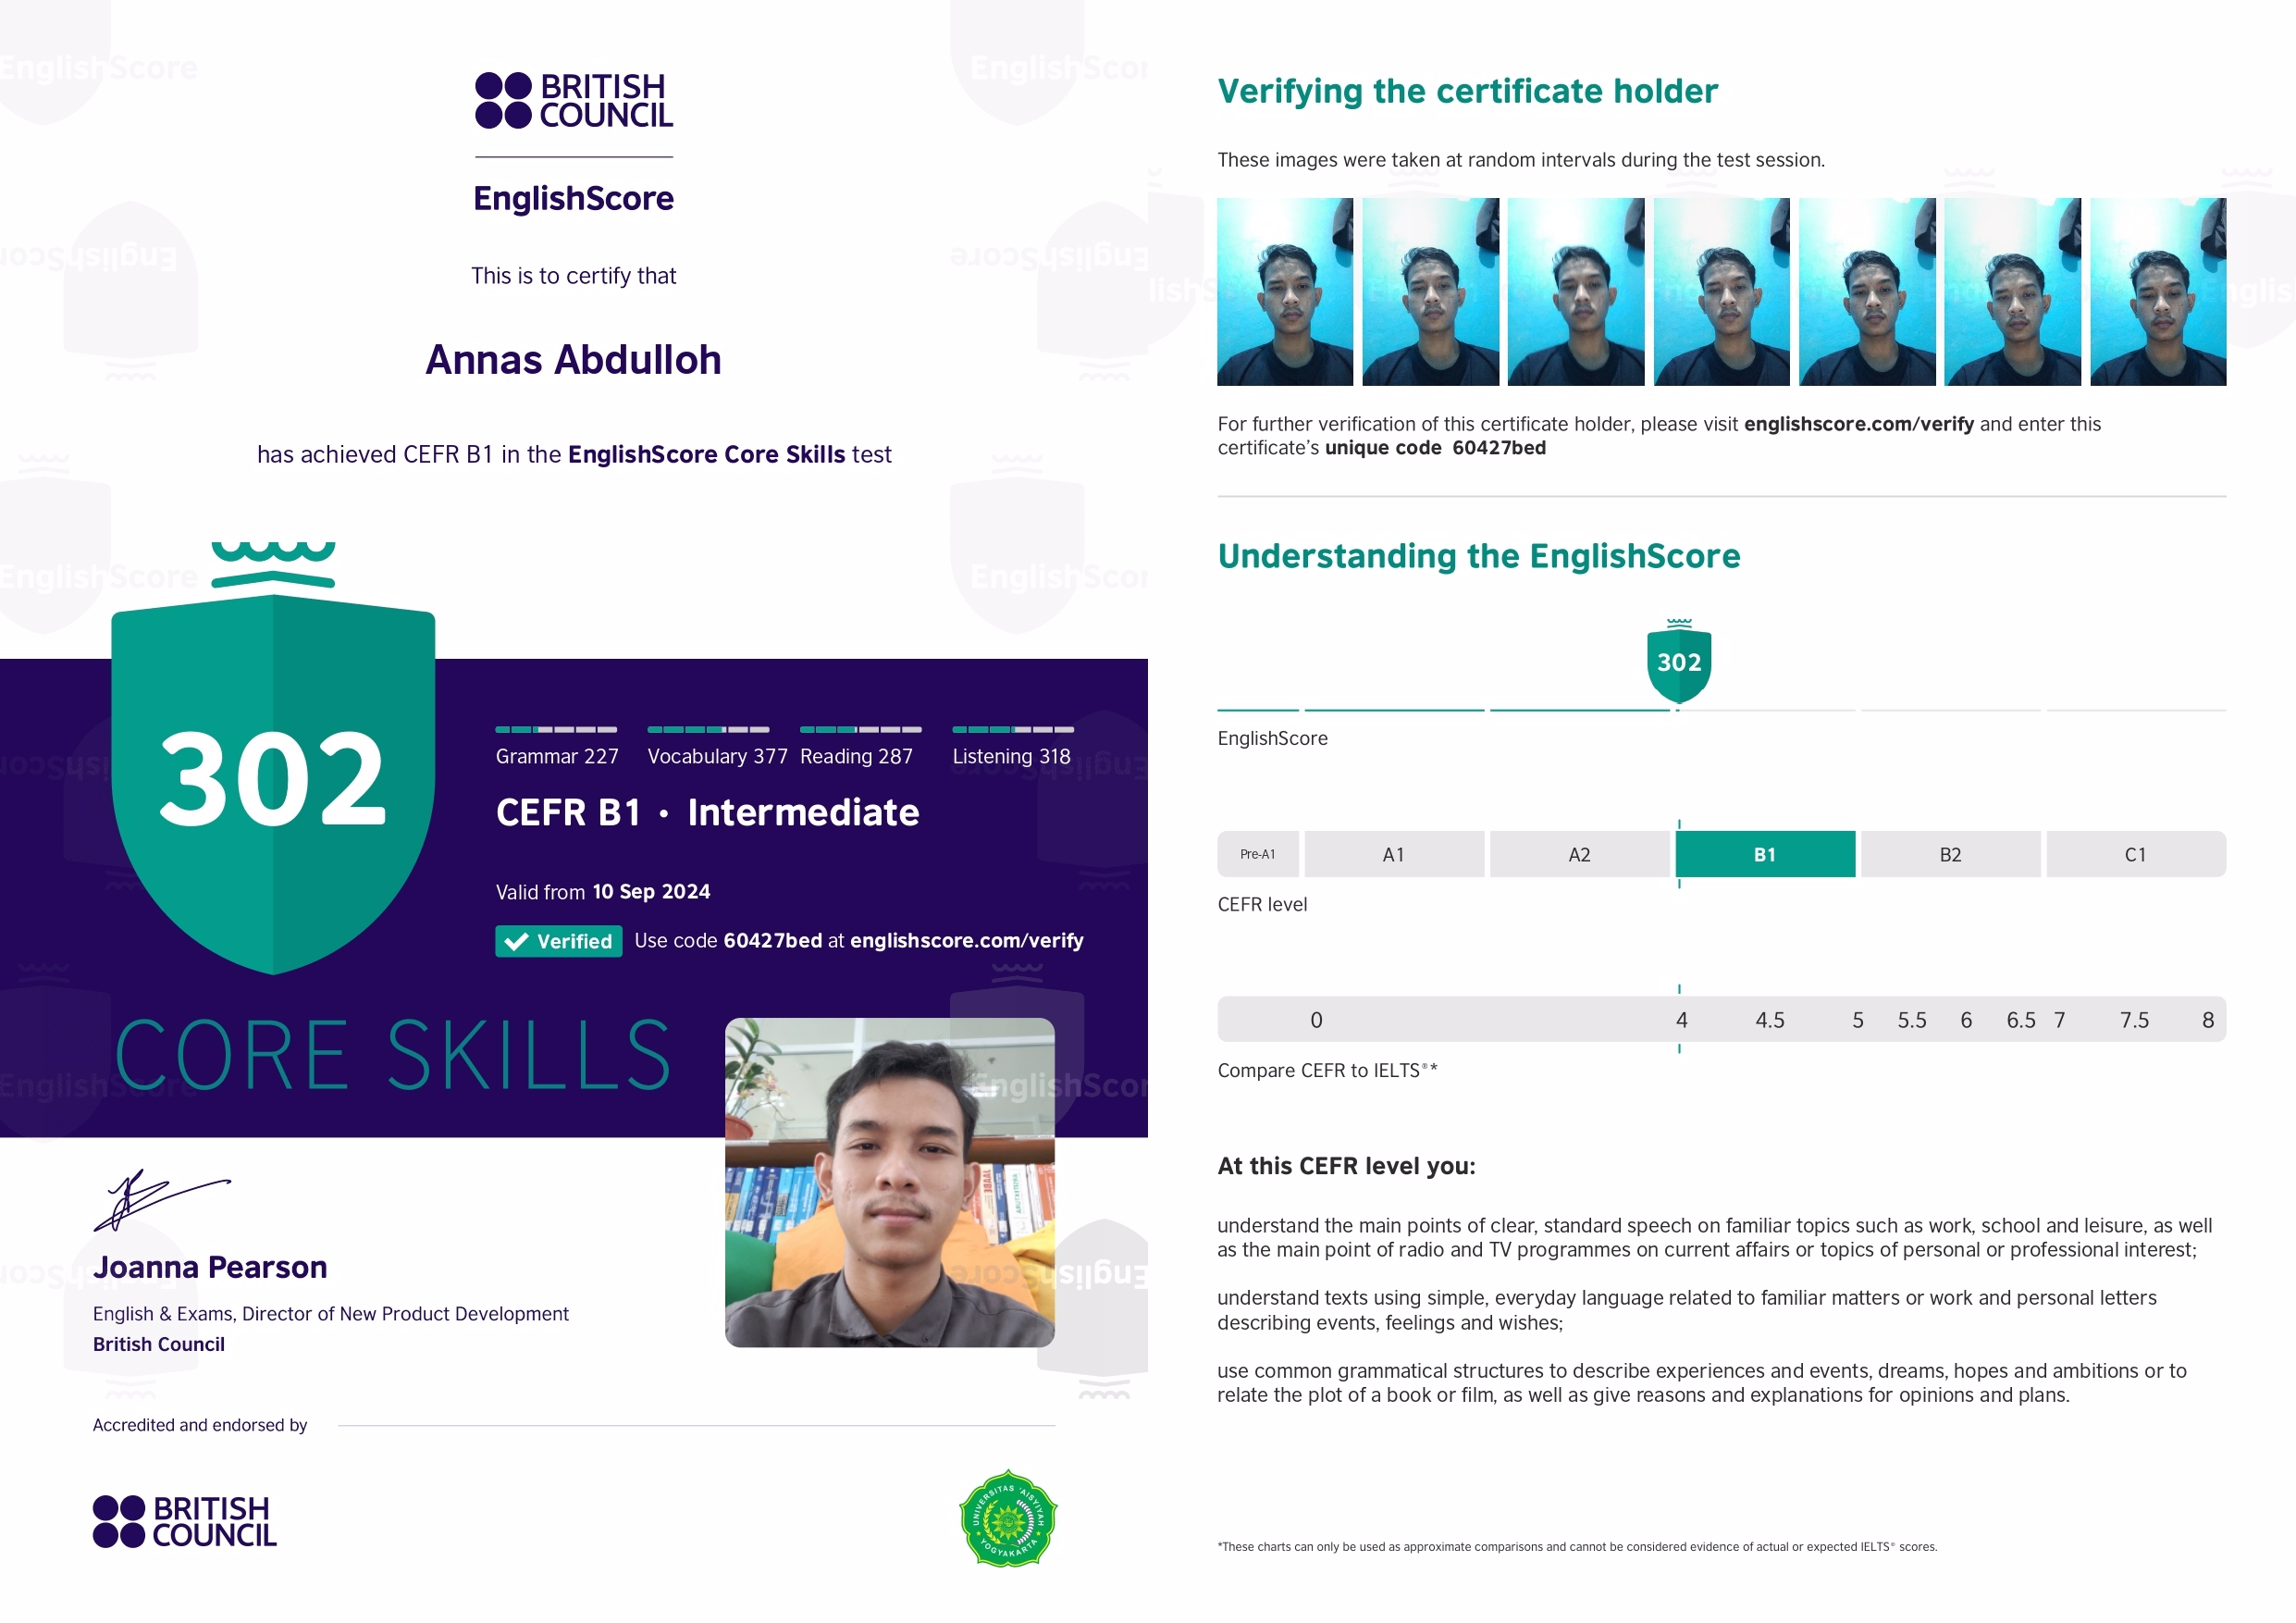 BRITISH
COUNCIL
EnglishScore
This is to certify that
Annas Abdulloh
has achieved CEFR B1 in the EnglishScore Core Skills test
302
Grammar 227 Vocabulary 377 Reading 287 Listening 318
CEFR B1 · Intermediate
Valid from 10 Sep 2024
Verified Use code 60427bed at englishscore.com/verify
CORE SKILLS
Joanna Pearson
English & Exams, Director of New Product Development
British Council
Accredited and endorsed by
BRITISH
COUNCIL
UNIVERSITAS 'AISYIYAH
YOGYAKARTA
Verifying the certificate holder
These images were taken at random intervals during the test session.
For further verification of this certificate holder, please visit englishscore.com/verify and enter this
certificate's unique code 60427bed
Understanding the EnglishScore
302
EnglishScore
Pre-A1 A1 A2 B1 B2 C1
CEFR level
0 4 4.5 5 5.5 6 6.5 7 7.5 8
Compare CEFR to IELTS®*
At this CEFR level you:
understand the main points of clear, standard speech on familiar topics such as work, school and leisure, as well
as the main point of radio and TV programmes on current affairs or topics of personal or professional interest;
understand texts using simple, everyday language related to familiar matters or work and personal letters
describing events, feelings and wishes;
use common grammatical structures to describe experiences and events, dreams, hopes and ambitions or to
relate the plot of a book or film, as well as give reasons and explanations for opinions and plans.
*These charts can only be used as approximate comparisons and cannot be considered evidence of actual or expected IELTS® scores.